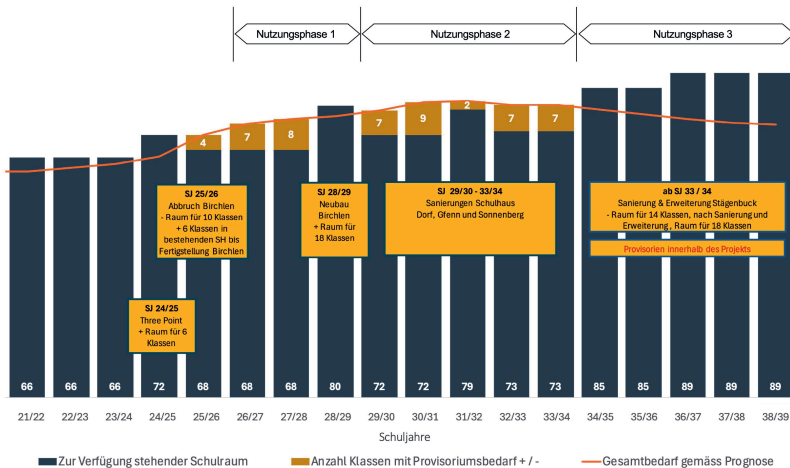 Nutzungsphase 1
Nutzungsphase 2
Nutzungsphase 3
4
7
8
7
9
2
7
7
SJ 25/26
Abbruch Birchlen
- Raum für 10 Klassen
+ 6 Klassen in
bestehenden SH bis
Fertigstellung Birchlen
SJ 28/29
Neubau
Birchlen
+ Raum für
18 Klassen
SJ 29/30 - 33/34
Sanierungen Schulhaus
Dorf, Gfenn und Sonnenberg
ab SJ 33 / 34
Sanierung & Erweiterung Stägenbuck
- Raum für 14 Klassen, nach Sanierung und
Erweiterung, Raum für 18 Klassen
Provisorien innerhalb des Projekts
SJ 24/25
Three Point
+ Raum für 6
Klassen
66 66 66 72 68 68 68 80 72 72 79 73 73 85 85 89 89 89
21/22 22/23 23/24 24/25 25/26 26/27 27/28 28/29 29/30 30/31 31/32 32/33 33/34 34/35 35/36 36/37 37/38 38/39
Schuljahre
Zur Verfügung stehender Schulraum
Anzahl Klassen mit Provisoriumsbedarf + / -
Gesamtbedarf gemäss Prognose